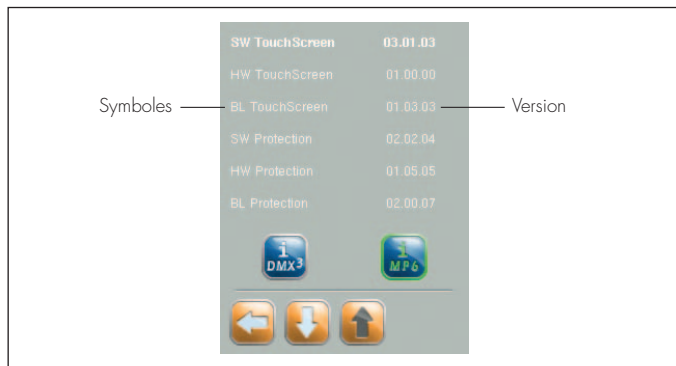 SW TouchScreen 03.01.03
HW TouchScreen 01.00.00
Symboles BL TouchScreen 01.03.03 Version
SW Protection 02.02.04
HW Protection 01.05.05
BL Protection 02.00.07
i DMX³ i MP6